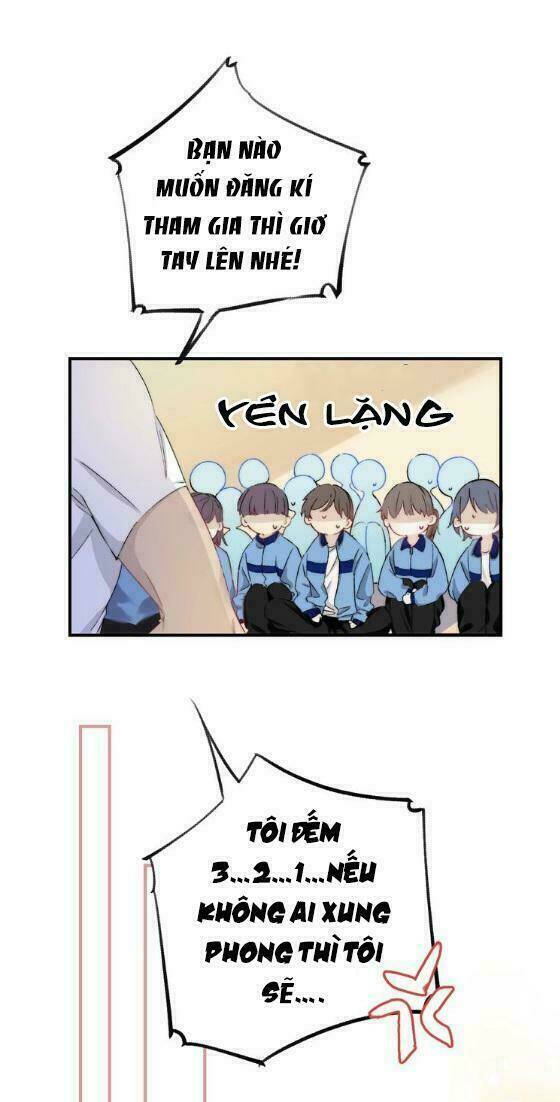 BẠN NÀO
MUỐN ĐĂNG KÍ
THAM GIA THÌ GIƠ
TAY LÊN NHÉ!
YÊN LẶNG
TÔI ĐẾM
3...2...1...NẾU
KHÔNG AI XUNG
PHONG THÌ TÔI
SẼ....